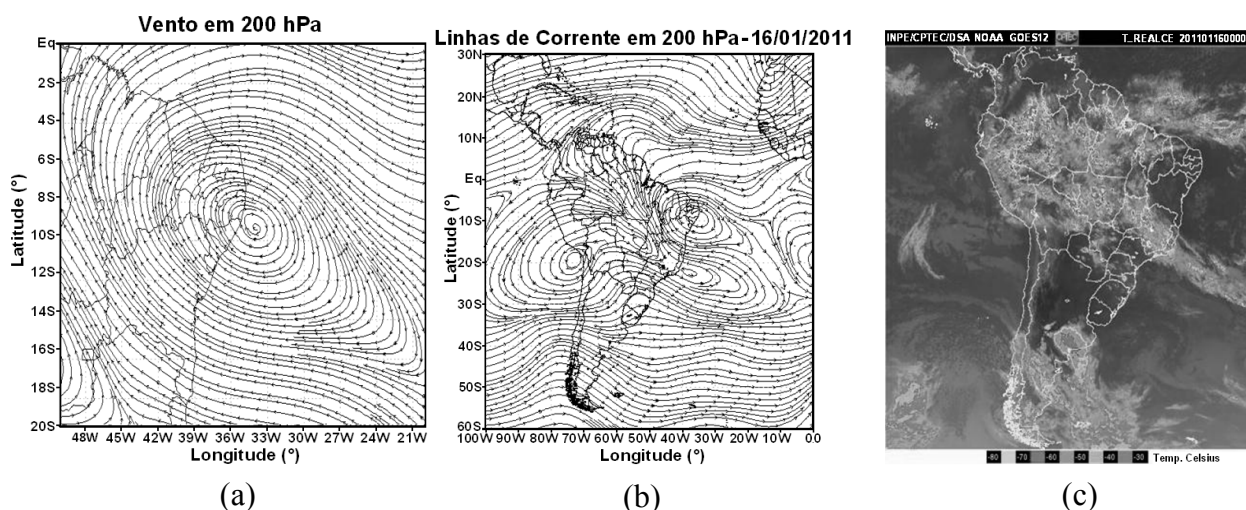 Vento em 200 hPa
Eq
2S
4S
6S
8S
10S
12S
14S
16S
18S
20S
48W 45W 42W 39W 36W 33W 30W 27W 24W 21W
Latitude (°)
Longitude (°)
(a)
Linhas de Corrente em 200 hPa-16/01/2011
30N
20N
10N
Eq
10S
20S
30S
40S
50S
60S
100W 90W 80W 70W 60W 50W 40W 30W 20W 10W 0.0
Latitude (°)
Longitude (°)
(b)
INPE/CPTEC/DSA NOAA GOES12 CPTEC T_REALCE 201101160000
-80 -70 -60 -50 -40 -30 Temp. Celsius
(c)